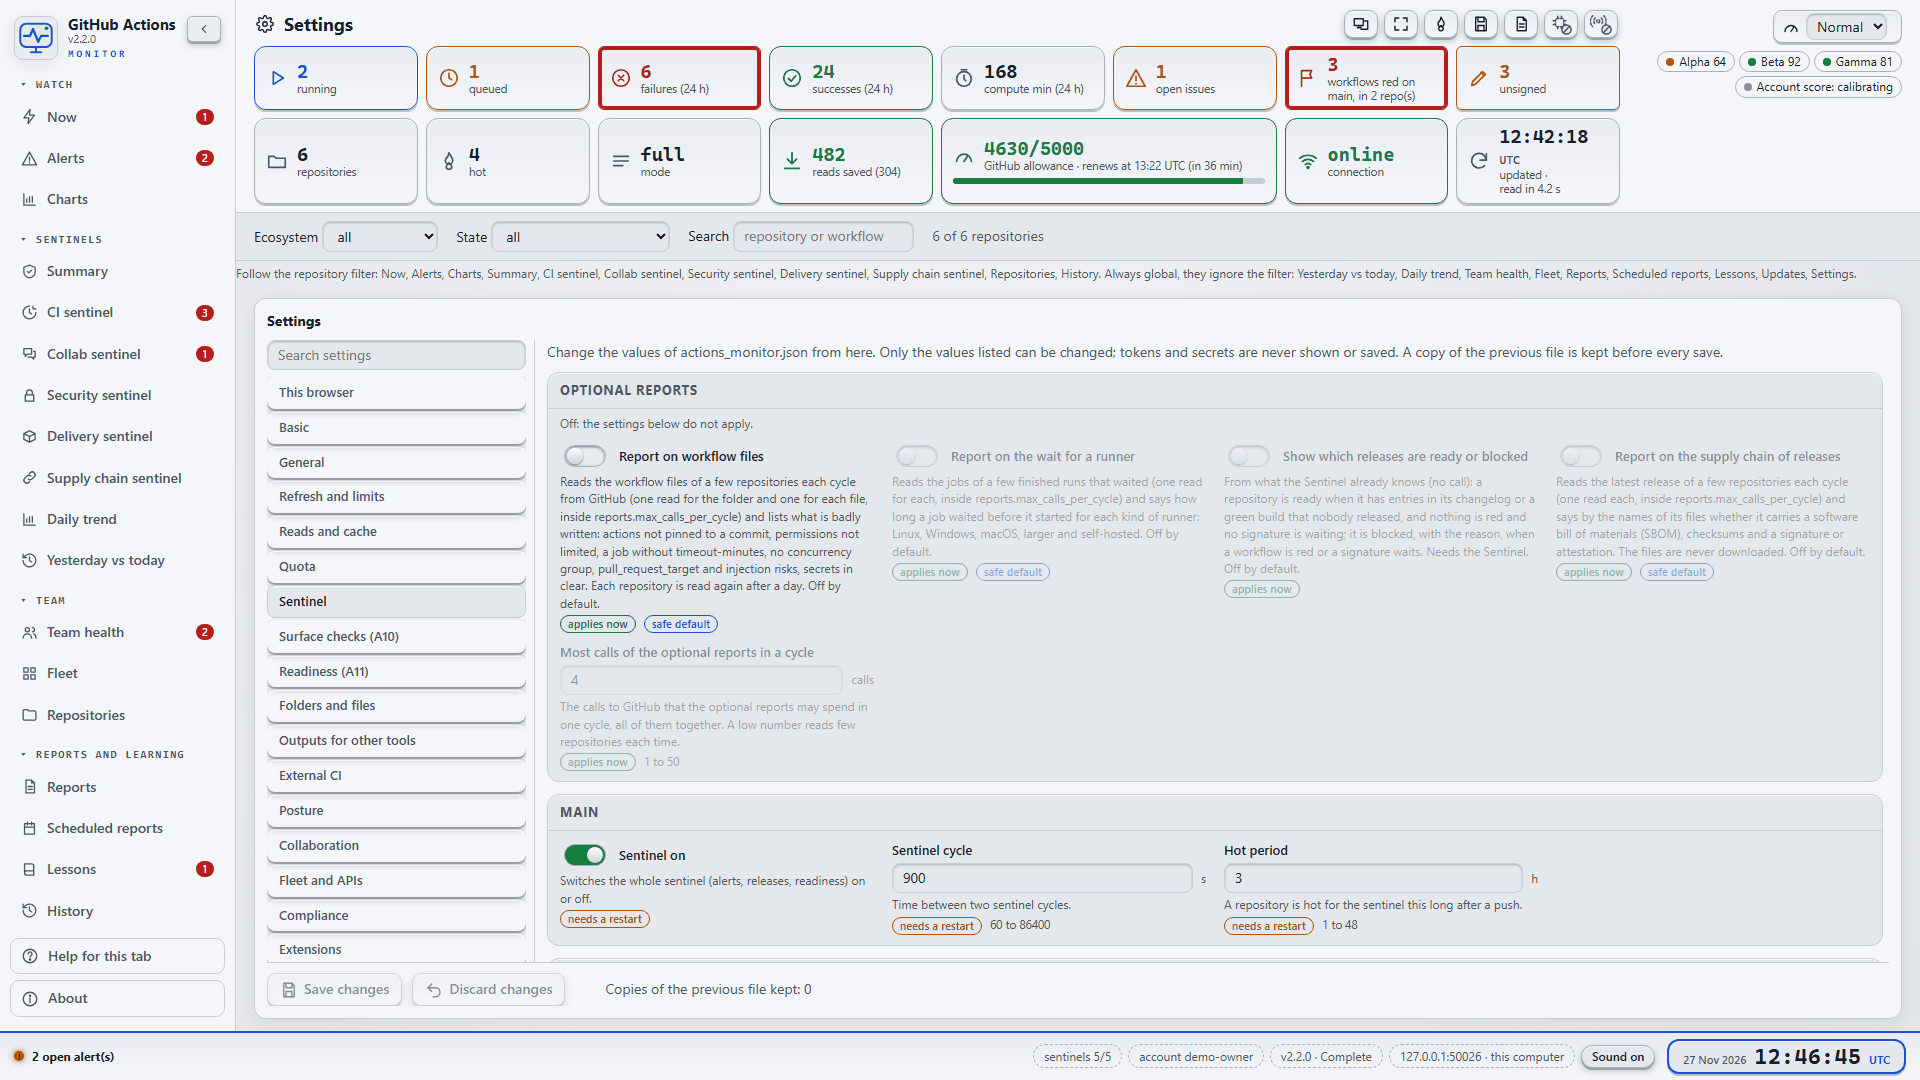 GitHub Actions
v2.2.0
MONITOR
WATCH
Now 1
Alerts 2
Charts
SENTINELS
Summary
CI sentinel 3
Collab sentinel 1
Security sentinel
Delivery sentinel
Supply chain sentinel
Daily trend
Yesterday vs today
TEAM
Team health 2
Fleet
Repositories
REPORTS AND LEARNING
Reports
Scheduled reports
Lessons 1
History
Help for this tab
About
Settings
Normal
2
running
1
queued
6
failures (24 h)
24
successes (24 h)
168
compute min (24 h)
1
open issues
3
workflows red on
main, in 2 repo(s)
3
unsigned
Alpha 64
Beta 92
Gamma 81
Account score: calibrating
6
repositories
4
hot
full
mode
482
reads saved (304)
4630/5000
GitHub allowance · renews at 13:22 UTC (in 36 min)
online
connection
12:42:18
UTC
updated ·
read in 4.2 s
Ecosystem all State all Search repository or workflow 6 of 6 repositories
Follow the repository filter: Now, Alerts, Charts, Summary, CI sentinel, Collab sentinel, Security sentinel, Delivery sentinel, Supply chain sentinel, Repositories, History. Always global, they ignore the filter: Yesterday vs today, Daily trend, Team health, Fleet, Reports, Scheduled reports, Lessons, Updates, Settings.
Settings
Search settings
This browser
Basic
General
Refresh and limits
Reads and cache
Quota
Sentinel
Surface checks (A10)
Readiness (A11)
Folders and files
Outputs for other tools
External CI
Posture
Collaboration
Fleet and APIs
Compliance
Extensions
Change the values of actions_monitor.json from here. Only the values listed can be changed; tokens and secrets are never shown or saved. A copy of the previous file is kept before every save.
OPTIONAL REPORTS
Off: the settings below do not apply.
Report on workflow files
Reads the workflow files of a few repositories each cycle
from GitHub (one read for the folder and one for each file,
inside reports.max_calls_per_cycle) and lists what is badly
written: actions not pinned to a commit, permissions not
limited, a job without timeout-minutes, no concurrency
group, pull_request_target and injection risks, secrets in
clear. Each repository is read again after a day. Off by
default.
applies now safe default
Report on the wait for a runner
Reads the jobs of a few finished runs that waited (one read
for each, inside reports.max_calls_per_cycle) and says how
long a job waited before it started for each kind of runner:
Linux, Windows, macOS, larger and self-hosted. Off by
default.
applies now safe default
Show which releases are ready or blocked
From what the Sentinel already knows (no call): a
repository is ready when it has entries in its changelog or a
green build that nobody released, and nothing is red and
no signature is waiting; it is blocked, with the reason, when
a workflow is red or a signature waits. Needs the Sentinel.
Off by default.
applies now
Report on the supply chain of releases
Reads the latest release of a few repositories each cycle
(one read each, inside reports.max_calls_per_cycle) and
says by the names of its files whether it carries a software
bill of materials (SBOM), checksums and a signature or
attestation. The files are never downloaded. Off by default.
applies now safe default
Most calls of the optional reports in a cycle
4 calls
The calls to GitHub that the optional reports may spend in
one cycle, all of them together. A low number reads few
repositories each time.
applies now 1 to 50
MAIN
Sentinel on
Switches the whole sentinel (alerts, releases, readiness) on
or off.
needs a restart
Sentinel cycle
900 s
Time between two sentinel cycles.
needs a restart 60 to 86400
Hot period
3 h
A repository is hot for the sentinel this long after a push.
needs a restart 1 to 48
Save changes Discard changes Copies of the previous file kept: 0
2 open alert(s) sentinels 5/5 account demo-owner v2.2.0 · Complete 127.0.0.1:50026 · this computer Sound on 27 Nov 2026 12:46:45 UTC